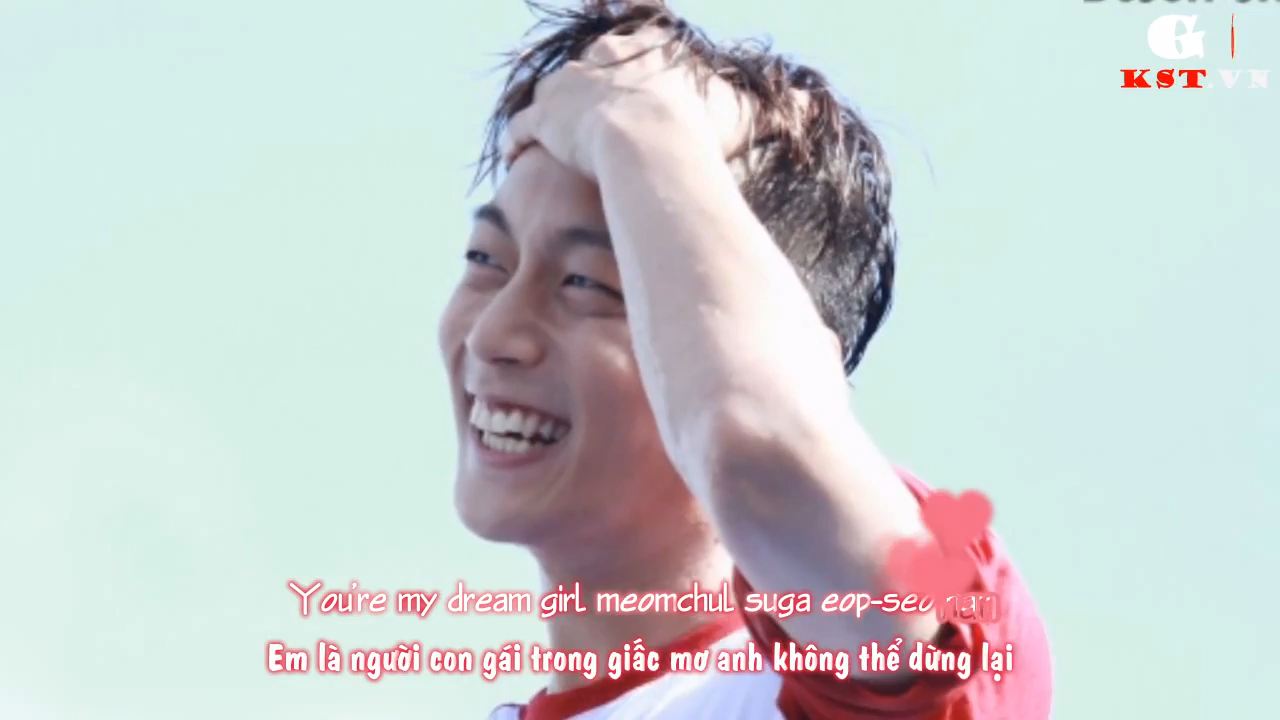 G |
KST.VN
You're my dream girl meomchul suga eop-seo nan
Em là người con gái trong giấc mơ anh không thể dừng lại